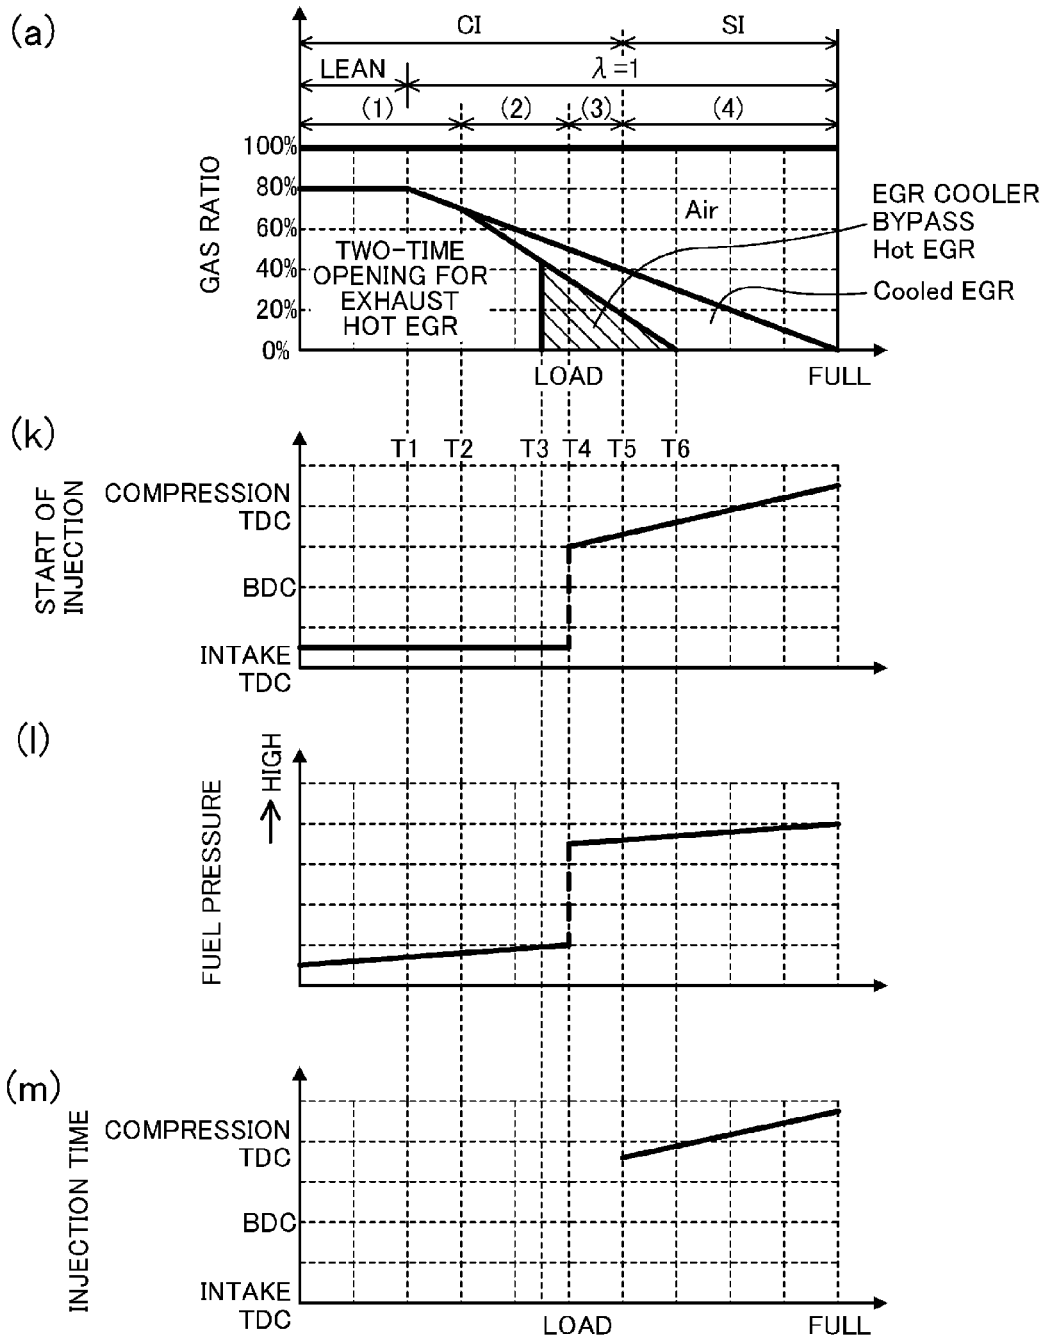 (a)
CI
SI
LEAN
λ=1
(1)
(2)
(3)
(4)
GAS RATIO
100%
80%
60%
40%
20%
0%
Air
TWO-TIME
OPENING FOR
EXHAUST
HOT EGR
EGR COOLER
BYPASS
Hot EGR
Cooled EGR
LOAD
FULL
(k)
T1
T2
T3
T4
T5
T6
START OF
INJECTION
COMPRESSION
TDC
BDC
INTAKE
TDC
(l)
FUEL PRESSURE
HIGH
(m)
INJECTION TIME
COMPRESSION
TDC
BDC
INTAKE
TDC
LOAD
FULL